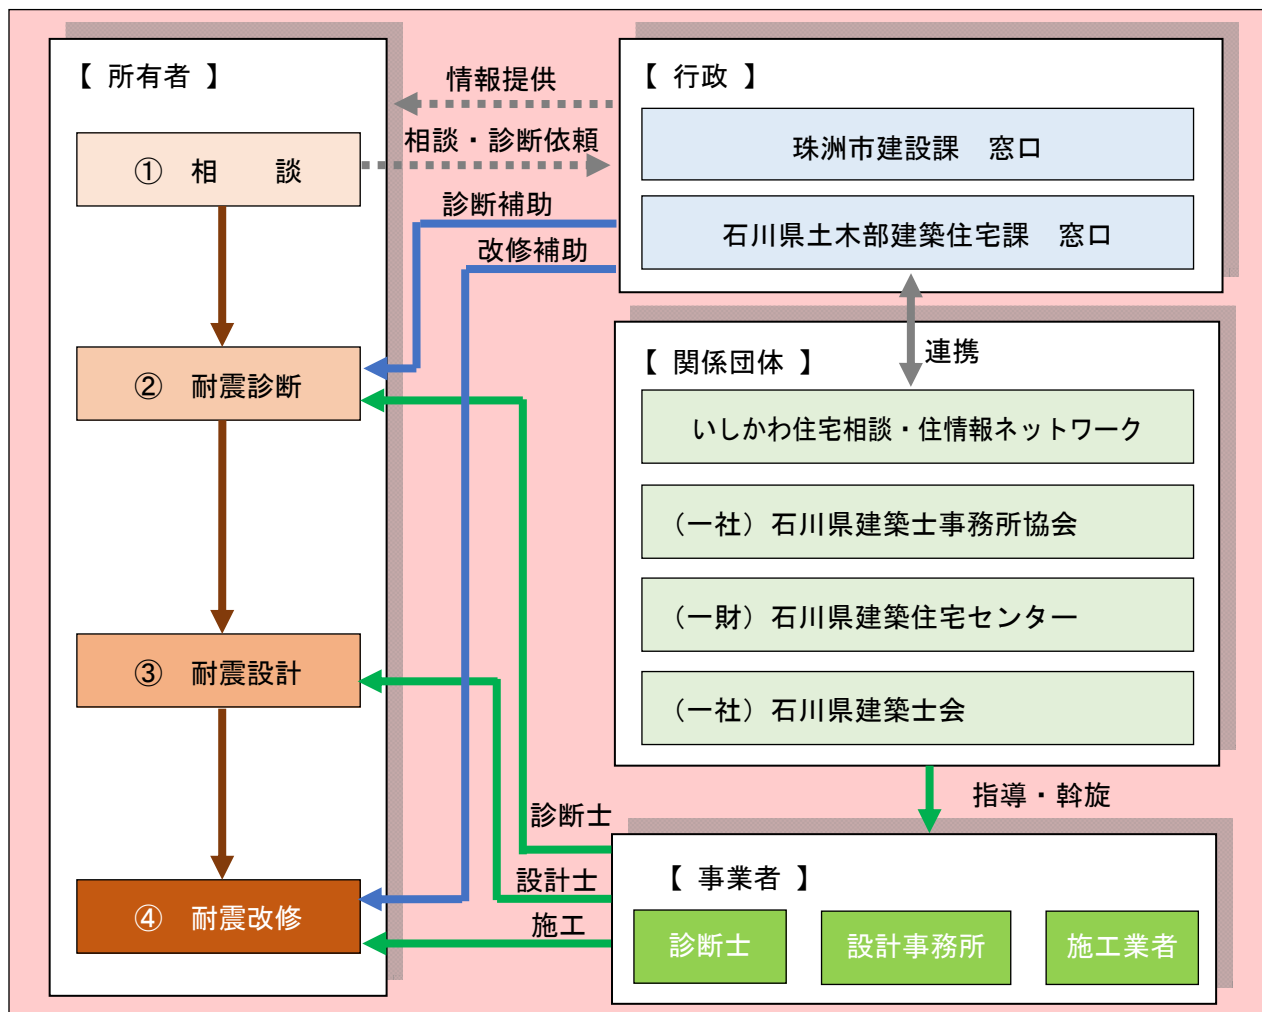 【 所有者 】
① 相　　談
② 耐震診断
③ 耐震設計
④ 耐震改修
情報提供
相談・診断依頼
診断補助
改修補助
【 行政 】
珠洲市建設課　窓口
石川県土木部建築住宅課　窓口
連携
【 関係団体 】
いしかわ住宅相談・住情報ネットワーク
（一社）石川県建築士事務所協会
（一財）石川県建築住宅センター
（一社）石川県建築士会
指導・斡旋
診断士
設計士
施工
【 事業者 】
診断士
設計事務所
施工業者